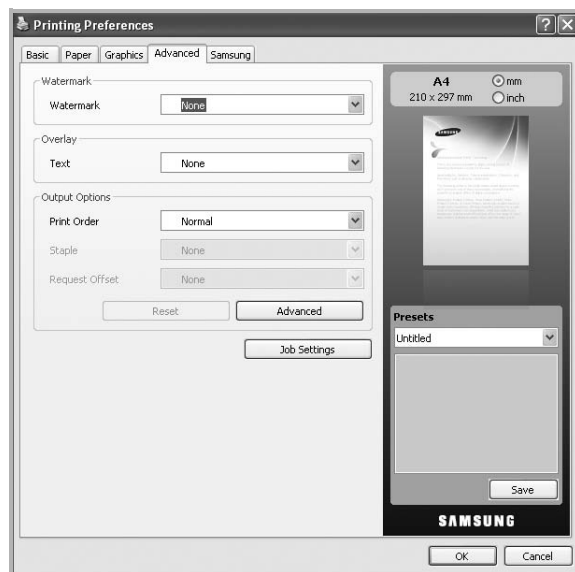 Printing Preferences
Basic Paper Graphics Advanced Samsung
Watermark
Watermark None
Overlay
Text None
Output Options
Print Order Normal
Staple None
Request Offset None
Reset Advanced
Job Settings
A4 mm
210 x 297 mm inch
SAMSUNG
Presets
Untitled
Save
SAMSUNG
OK Cancel